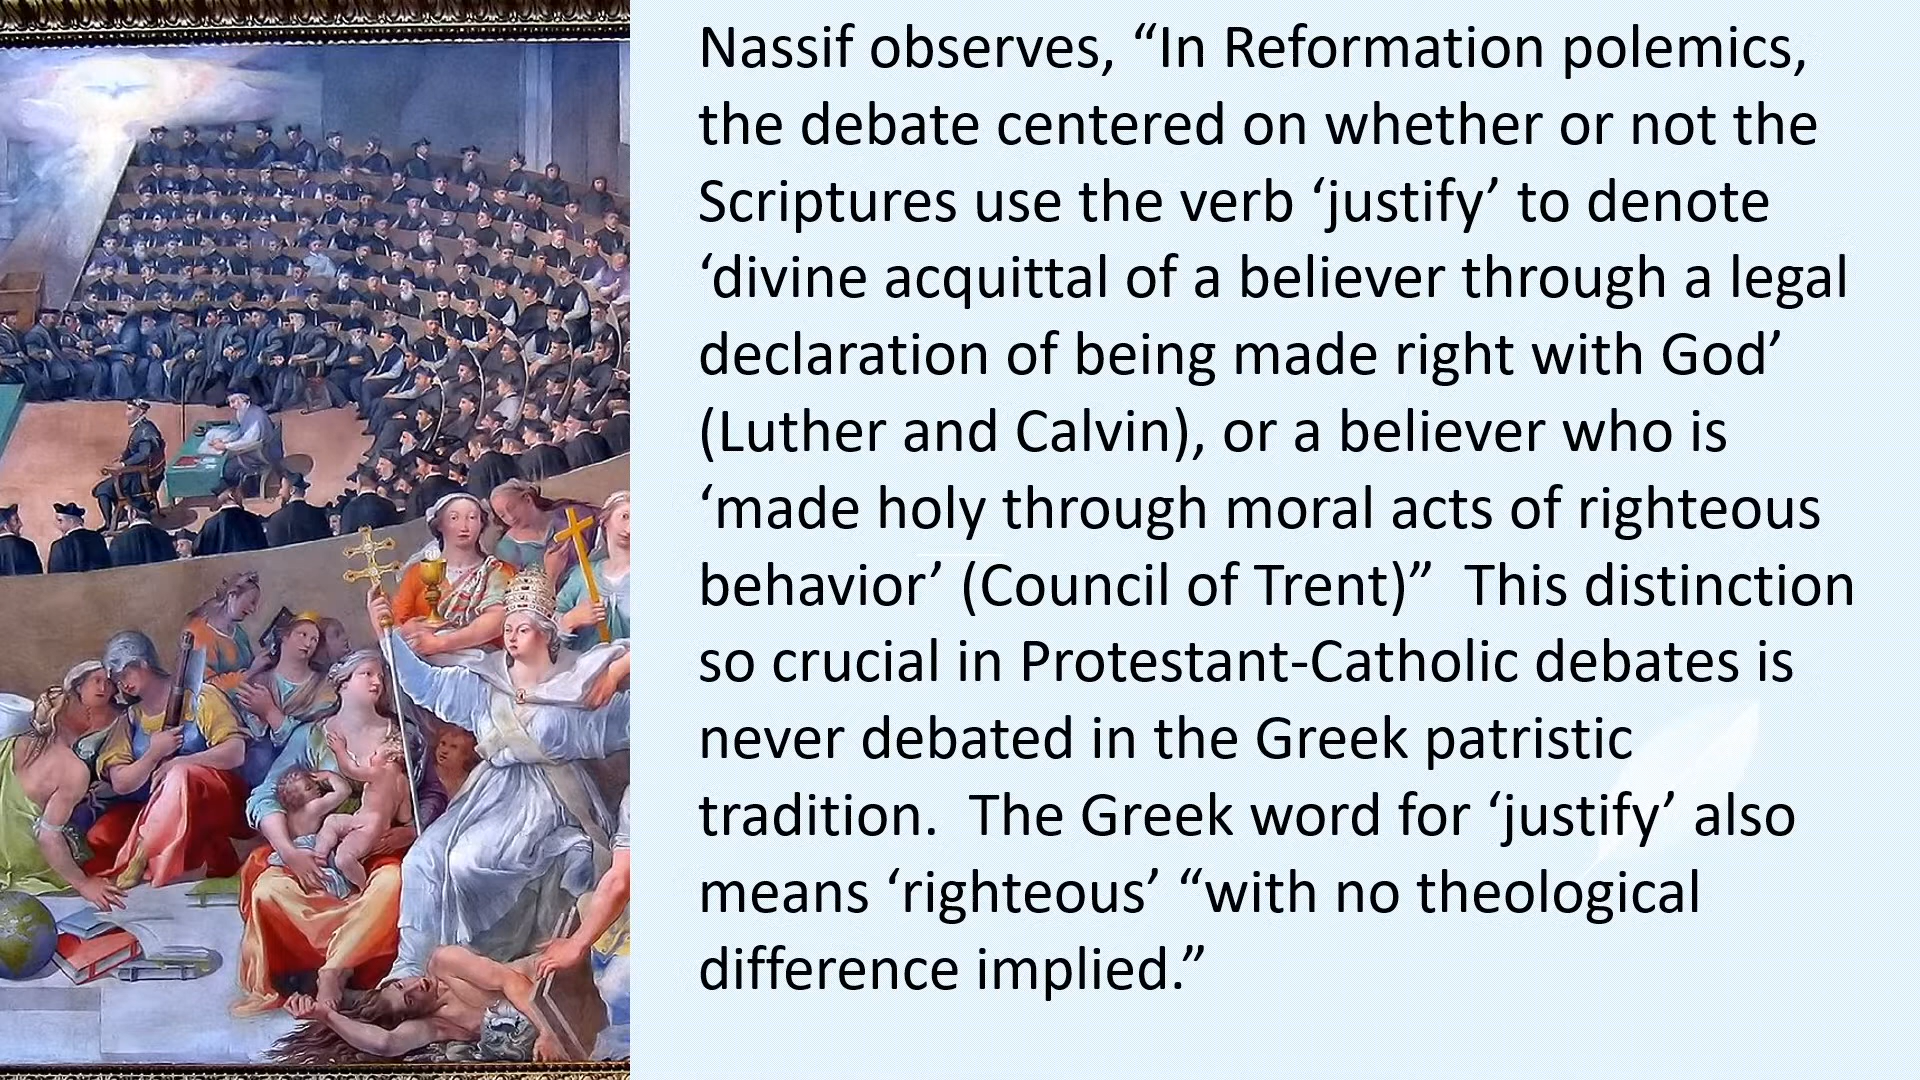 Nassif observes, “In Reformation polemics,
the debate centered on whether or not the
Scriptures use the verb ‘justify’ to denote
‘divine acquittal of a believer through a legal
declaration of being made right with God’
(Luther and Calvin), or a believer who is
‘made holy through moral acts of righteous
behavior’ (Council of Trent)”  This distinction
so crucial in Protestant-Catholic debates is
never debated in the Greek patristic
tradition.  The Greek word for ‘justify’ also
means ‘righteous’ “with no theological
difference implied.”